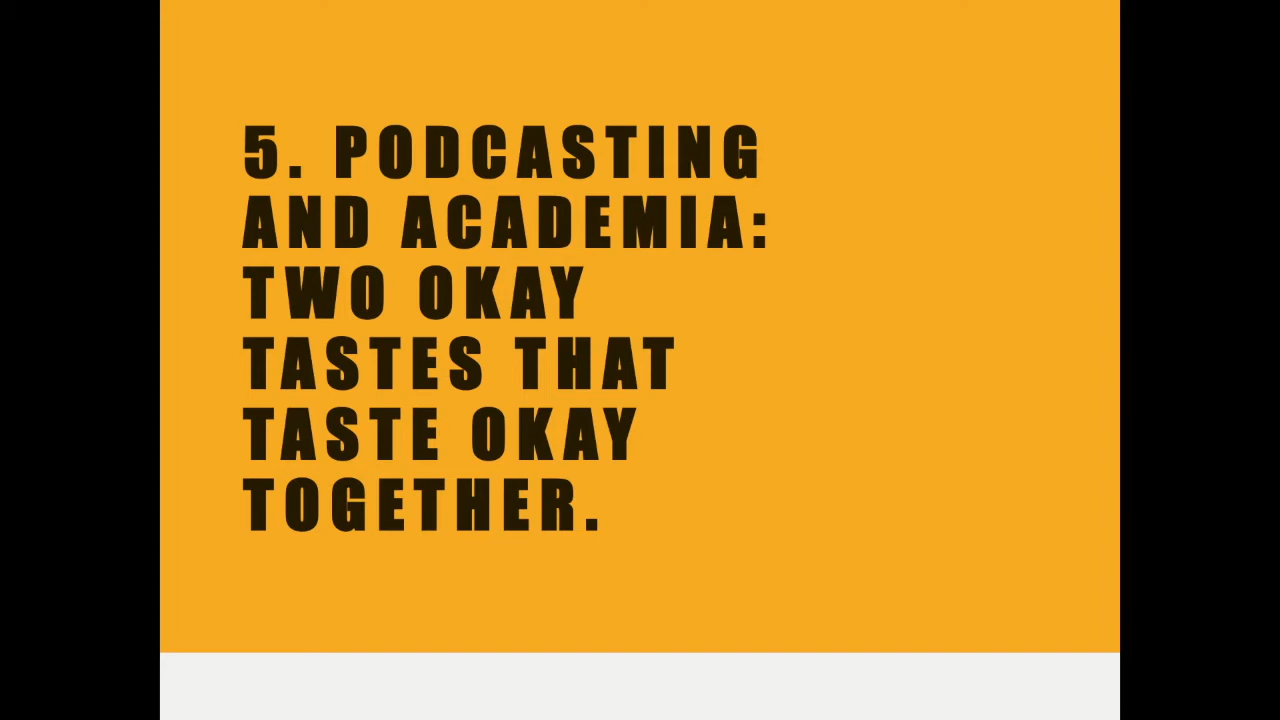 5. PODCASTING
AND ACADEMIA:
TWO OKAY
TASTES THAT
TASTE OKAY
TOGETHER.